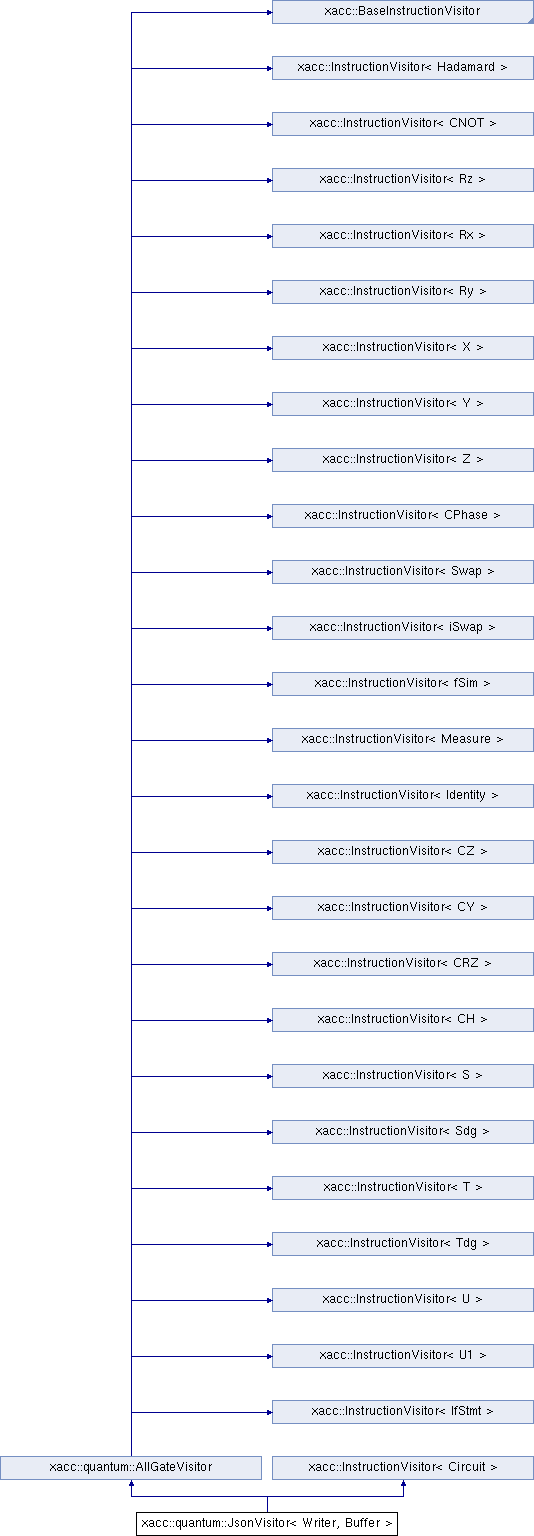 xacc::BaseInstructionVisitor
xacc::InstructionVisitor< Hadamard >
xacc::InstructionVisitor< CNOT >
xacc::InstructionVisitor< Rz >
xacc::InstructionVisitor< Rx >
xacc::InstructionVisitor< Ry >
xacc::InstructionVisitor< X >
xacc::InstructionVisitor< Y >
xacc::InstructionVisitor< Z >
xacc::InstructionVisitor< CPhase >
xacc::InstructionVisitor< Swap >
xacc::InstructionVisitor< iSwap >
xacc::InstructionVisitor< fSim >
xacc::InstructionVisitor< Measure >
xacc::InstructionVisitor< Identity >
xacc::InstructionVisitor< CZ >
xacc::InstructionVisitor< CY >
xacc::InstructionVisitor< CRZ >
xacc::InstructionVisitor< CH >
xacc::InstructionVisitor< S >
xacc::InstructionVisitor< Sdg >
xacc::InstructionVisitor< T >
xacc::InstructionVisitor< Tdg >
xacc::InstructionVisitor< U >
xacc::InstructionVisitor< U1 >
xacc::InstructionVisitor< IfStmt >
xacc::quantum::AllGateVisitor
xacc::InstructionVisitor< Circuit >
xacc::quantum::JsonVisitor< Writer, Buffer >